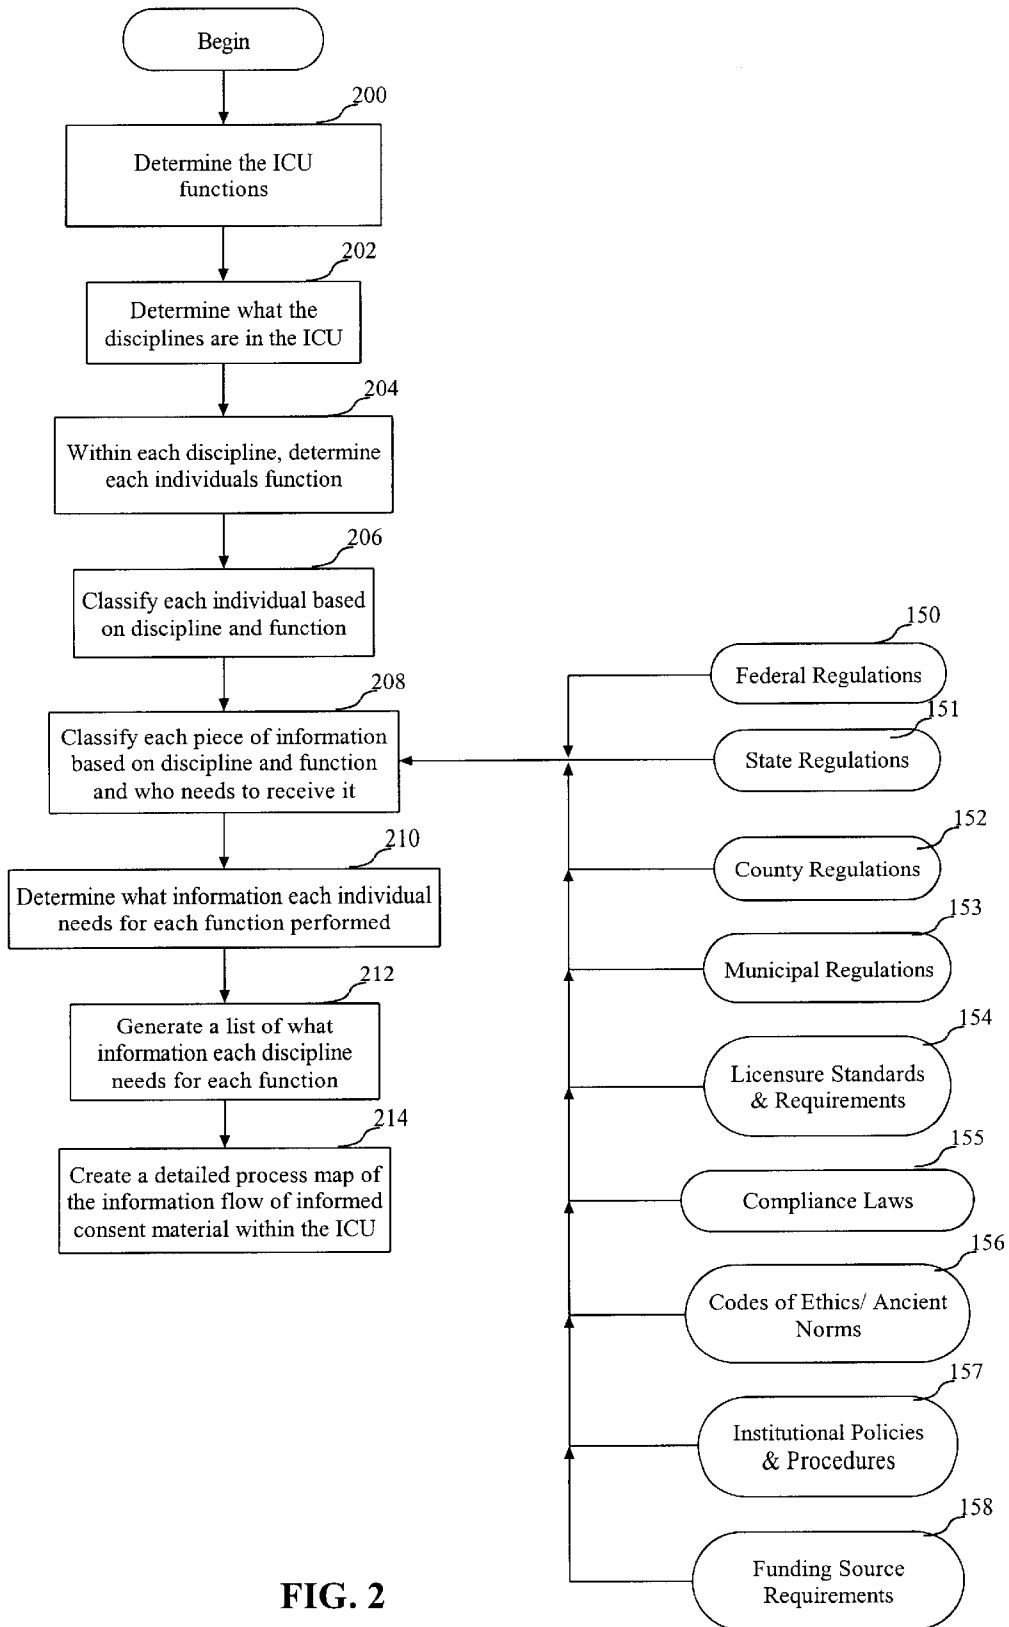 Begin
200
Determine the ICU
functions
202
Determine what the
disciplines are in the ICU
204
Within each discipline, determine
each individuals function
206
Classify each individual based
on discipline and function
208
Classify each piece of information
based on discipline and function
and who needs to receive it
210
Determine what information each individual
needs for each function performed
212
Generate a list of what
information each discipline
needs for each function
214
Create a detailed process map of
the information flow of informed
consent material within the ICU
150
Federal Regulations
151
State Regulations
152
County Regulations
153
Municipal Regulations
154
Licensure Standards
& Requirements
155
Compliance Laws
156
Codes of Ethics/ Ancient
Norms
157
Institutional Policies
& Procedures
158
Funding Source
Requirements
FIG. 2